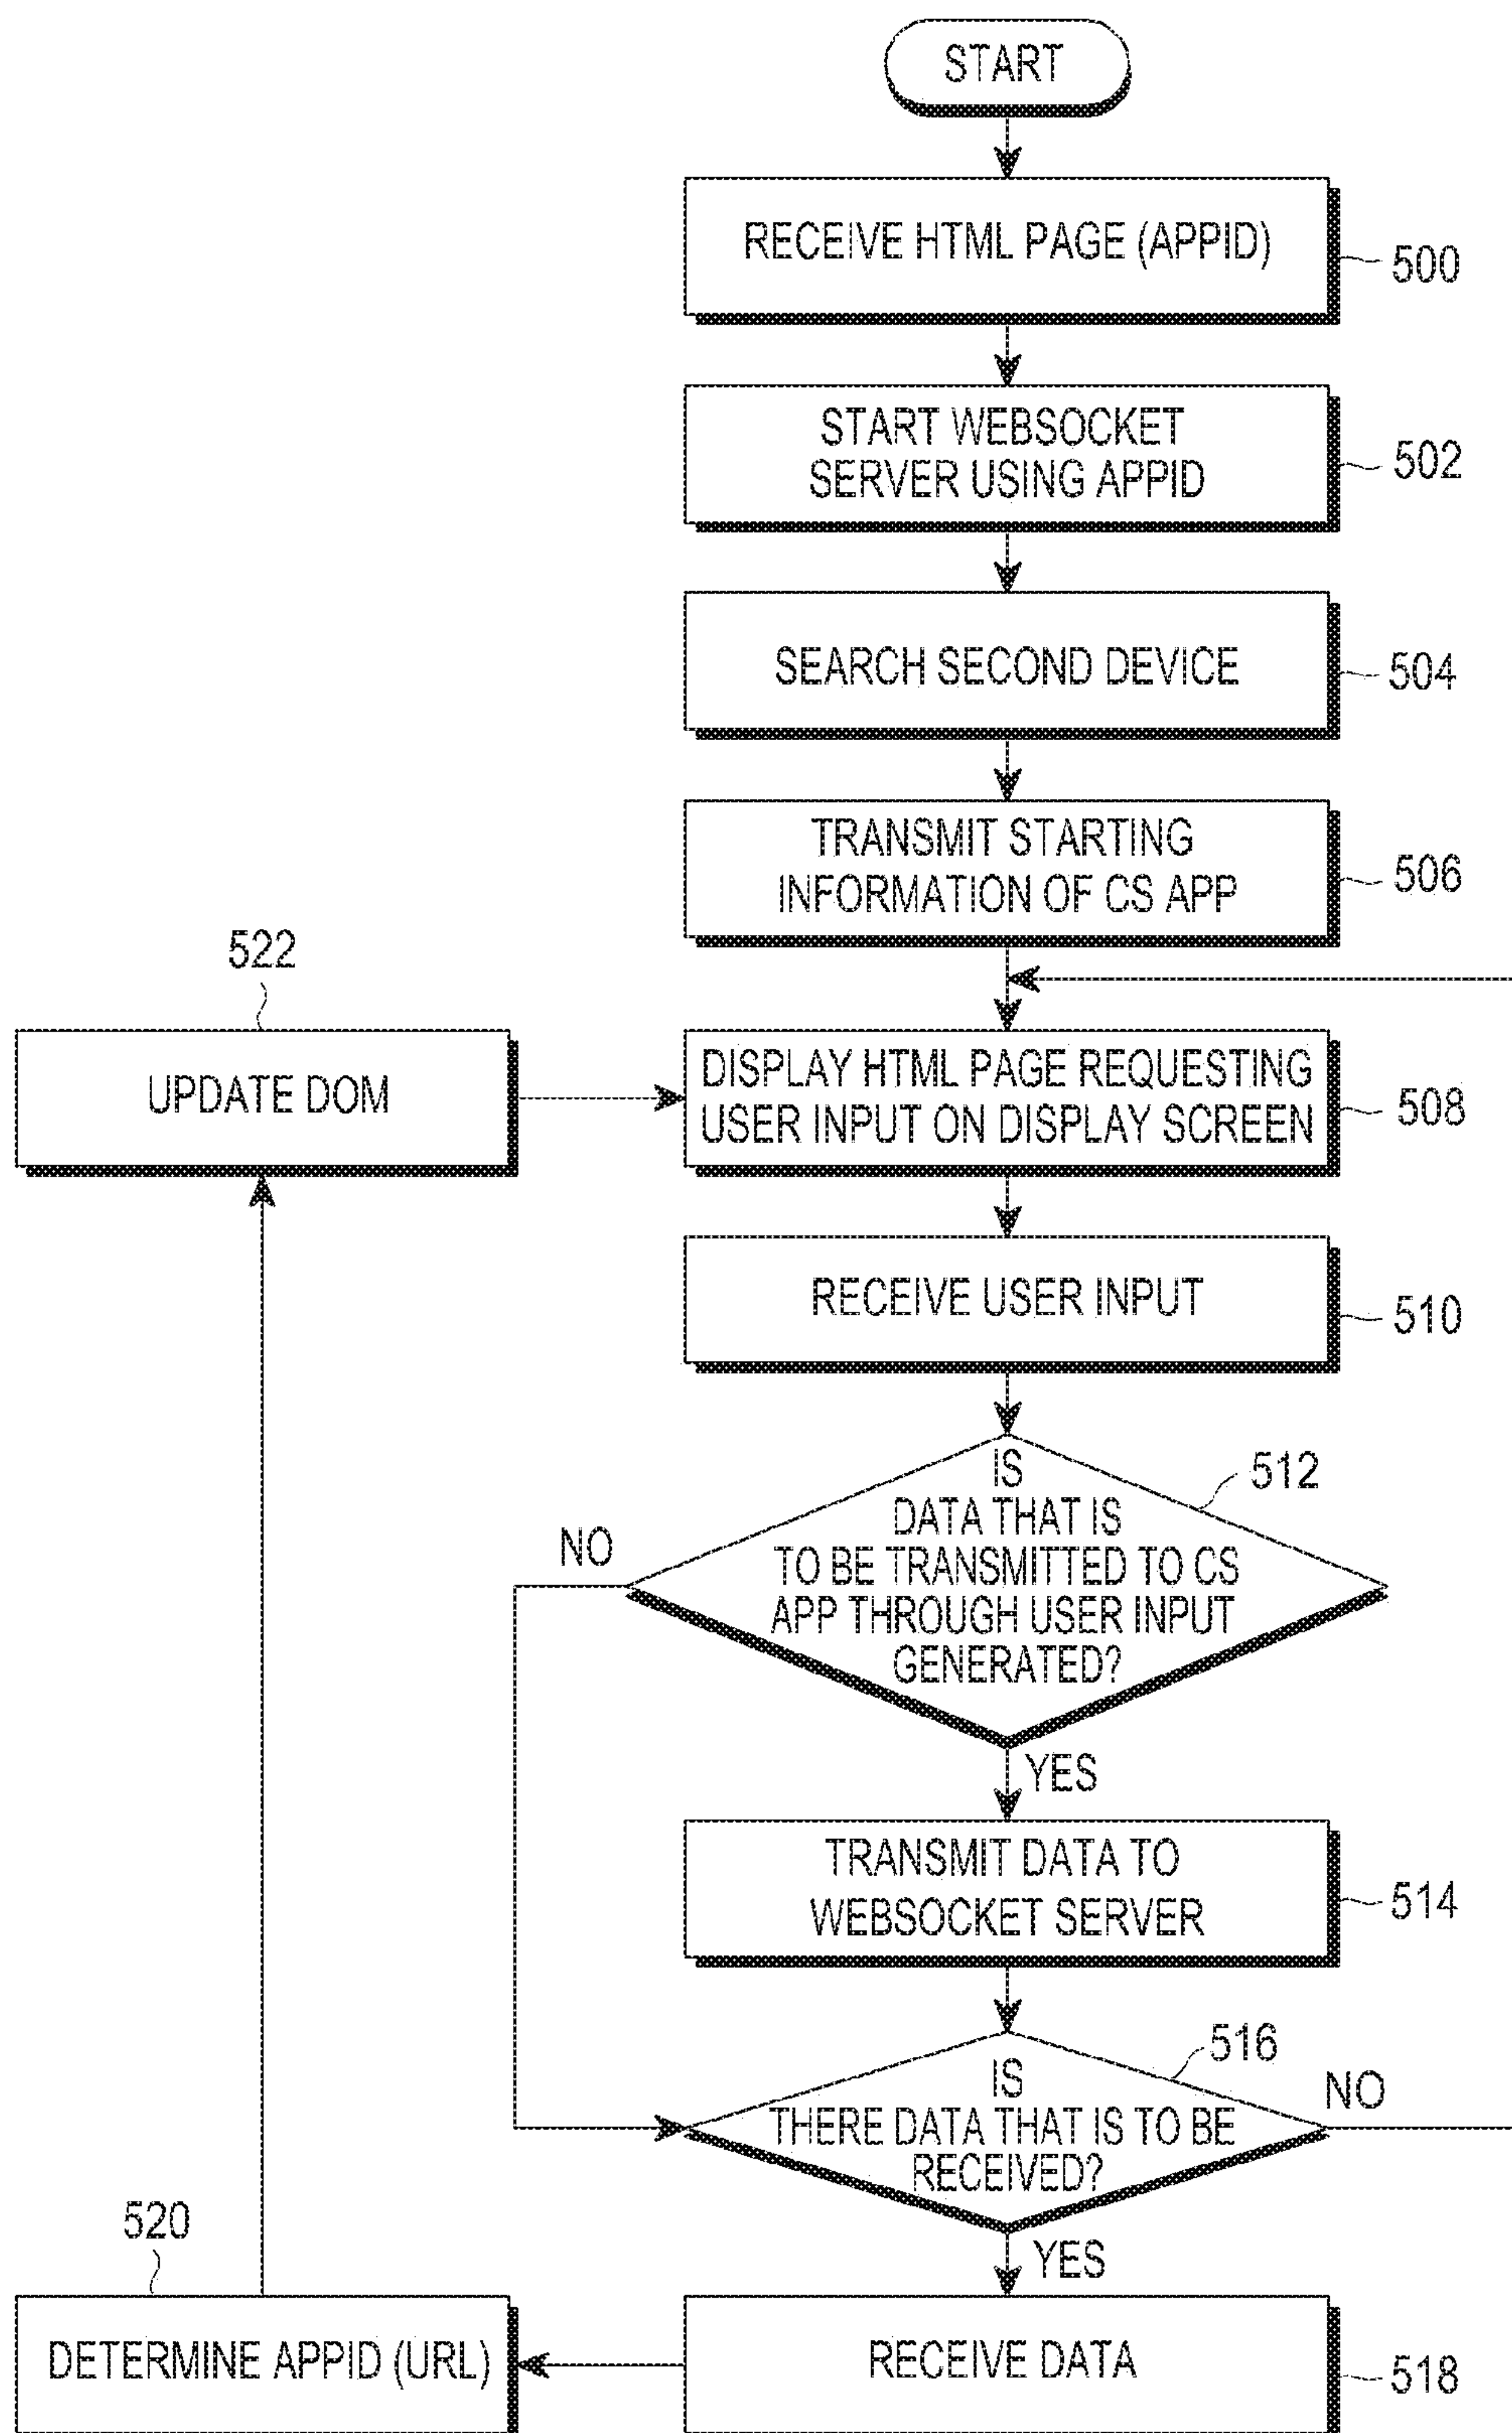 START
RECEIVE HTML PAGE (APPID)
500
START WEBSOCKET
SERVER USING APPID
502
SEARCH SECOND DEVICE
504
TRANSMIT STARTING
INFORMATION OF CS APP
506
522
UPDATE DOM
DISPLAY HTML PAGE REQUESTING
USER INPUT ON DISPLAY SCREEN
508
RECEIVE USER INPUT
510
IS
DATA THAT IS
TO BE TRANSMITTED TO CS
APP THROUGH USER INPUT
GENERATED?
512
NO
YES
TRANSMIT DATA TO
WEBSOCKET SERVER
514
IS
THERE DATA THAT IS TO BE
RECEIVED?
516
NO
YES
520
DETERMINE APPID (URL)
RECEIVE DATA
518